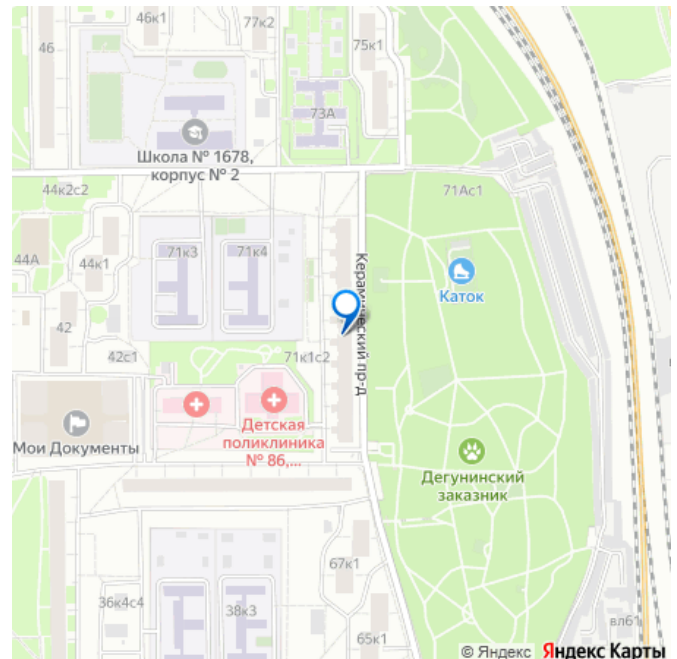 46к1
77к2
46
75к1
73А
Школа № 1678,
корпус № 2
44к2с2
71Ас1
71к3
71к4
44А
44к1
Керамический пр-д
Каток
42
42с1
71к1с2
Мои Документы
Детская
поликлиника
№ 86,...
Дегунинский
заказник
67к1
36к4с4
38к3
65к1
вл61
© Яндекс Яндекс Карты